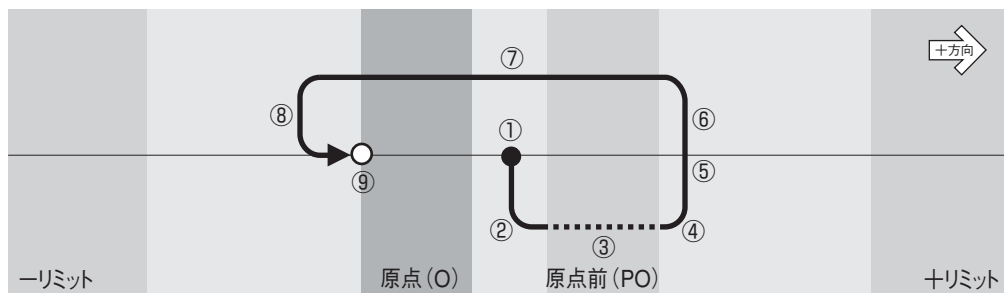 ＋方向
⑦
⑧
①
⑥
⑤
⑨
②
④
③
－リミット
原点（O）
原点前（PO）
＋リミット